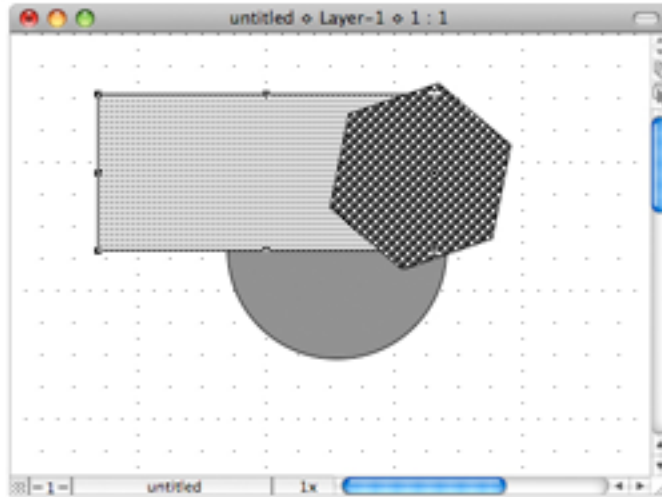 untitled ⋄ Layer-1 ⋄ 1 : 1
-1-
untitled
1x